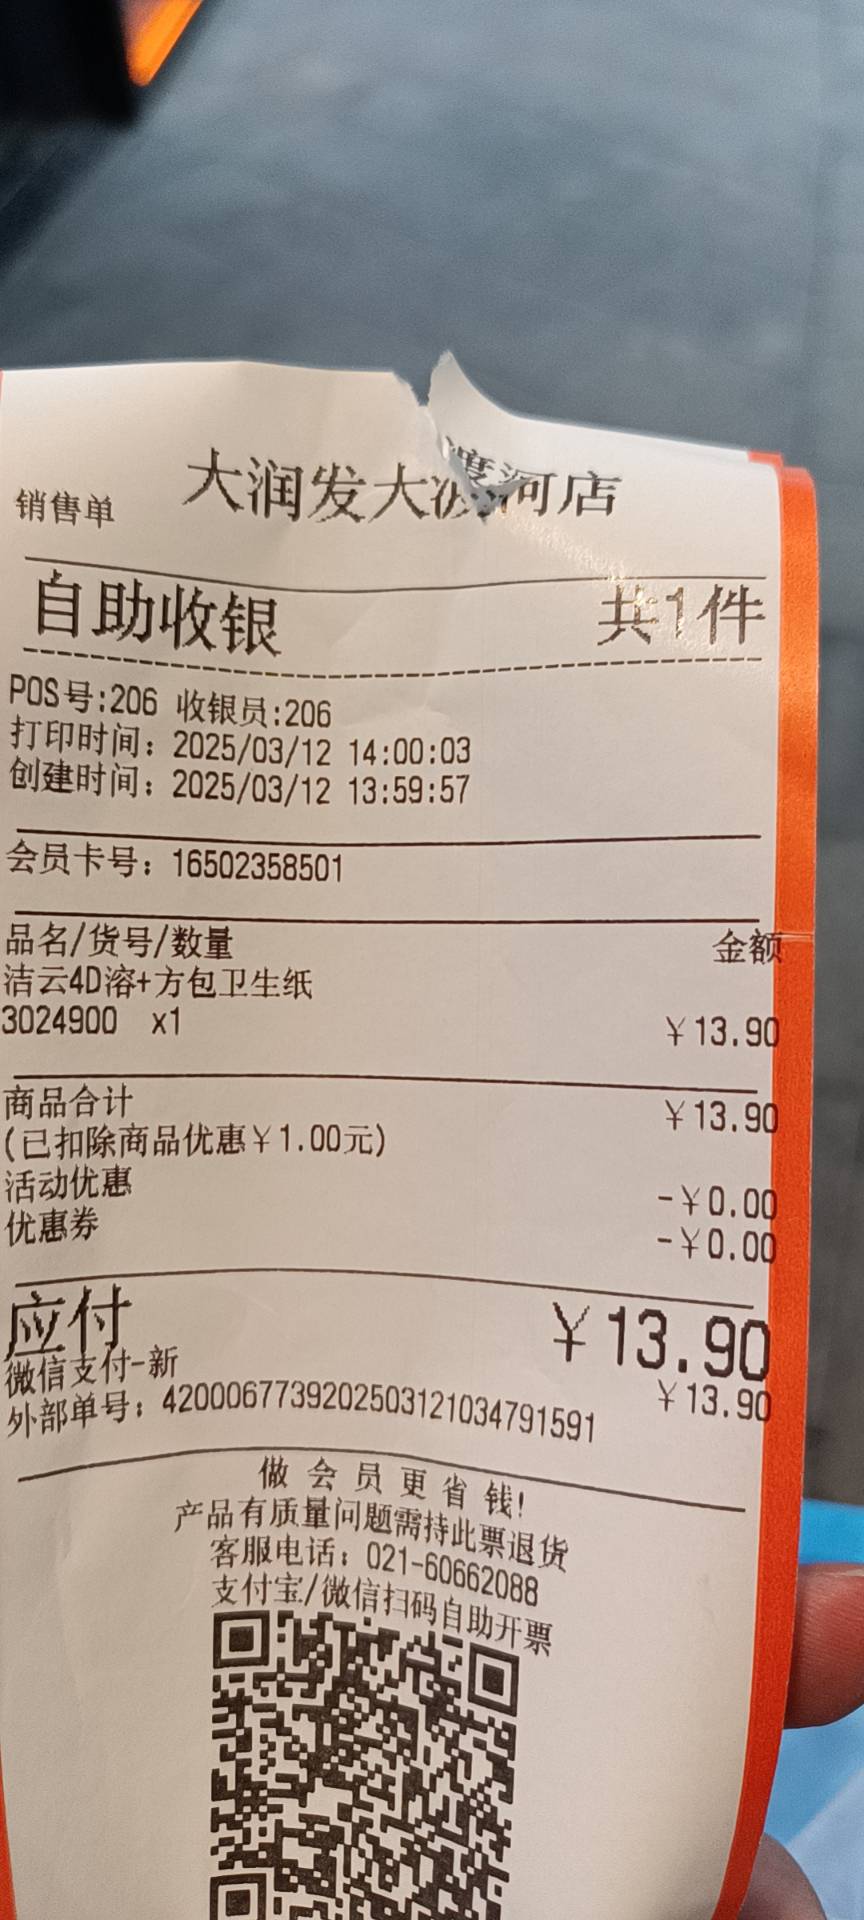 大润发大渡河店
销售单
自助收银 共1件
POS号:206 收银员:206
打印时间：2025/03/12 14:00:03
创建时间：2025/03/12 13:59:57
会员卡号：16502358501
品名/货号/数量 金额
洁云4D溶+方包卫生纸
3024900 x1 ￥13.90
商品合计 ￥13.90
(已扣除商品优惠￥1.00元)
活动优惠 -￥0.00
优惠券 -￥0.00
应付 ￥13.90
微信支付-新 ￥13.90
外部单号：4200067739202503121034791591
做会员更省钱!
产品有质量问题需持此票退货
客服电话：021-60662088
支付宝/微信扫码自助开票